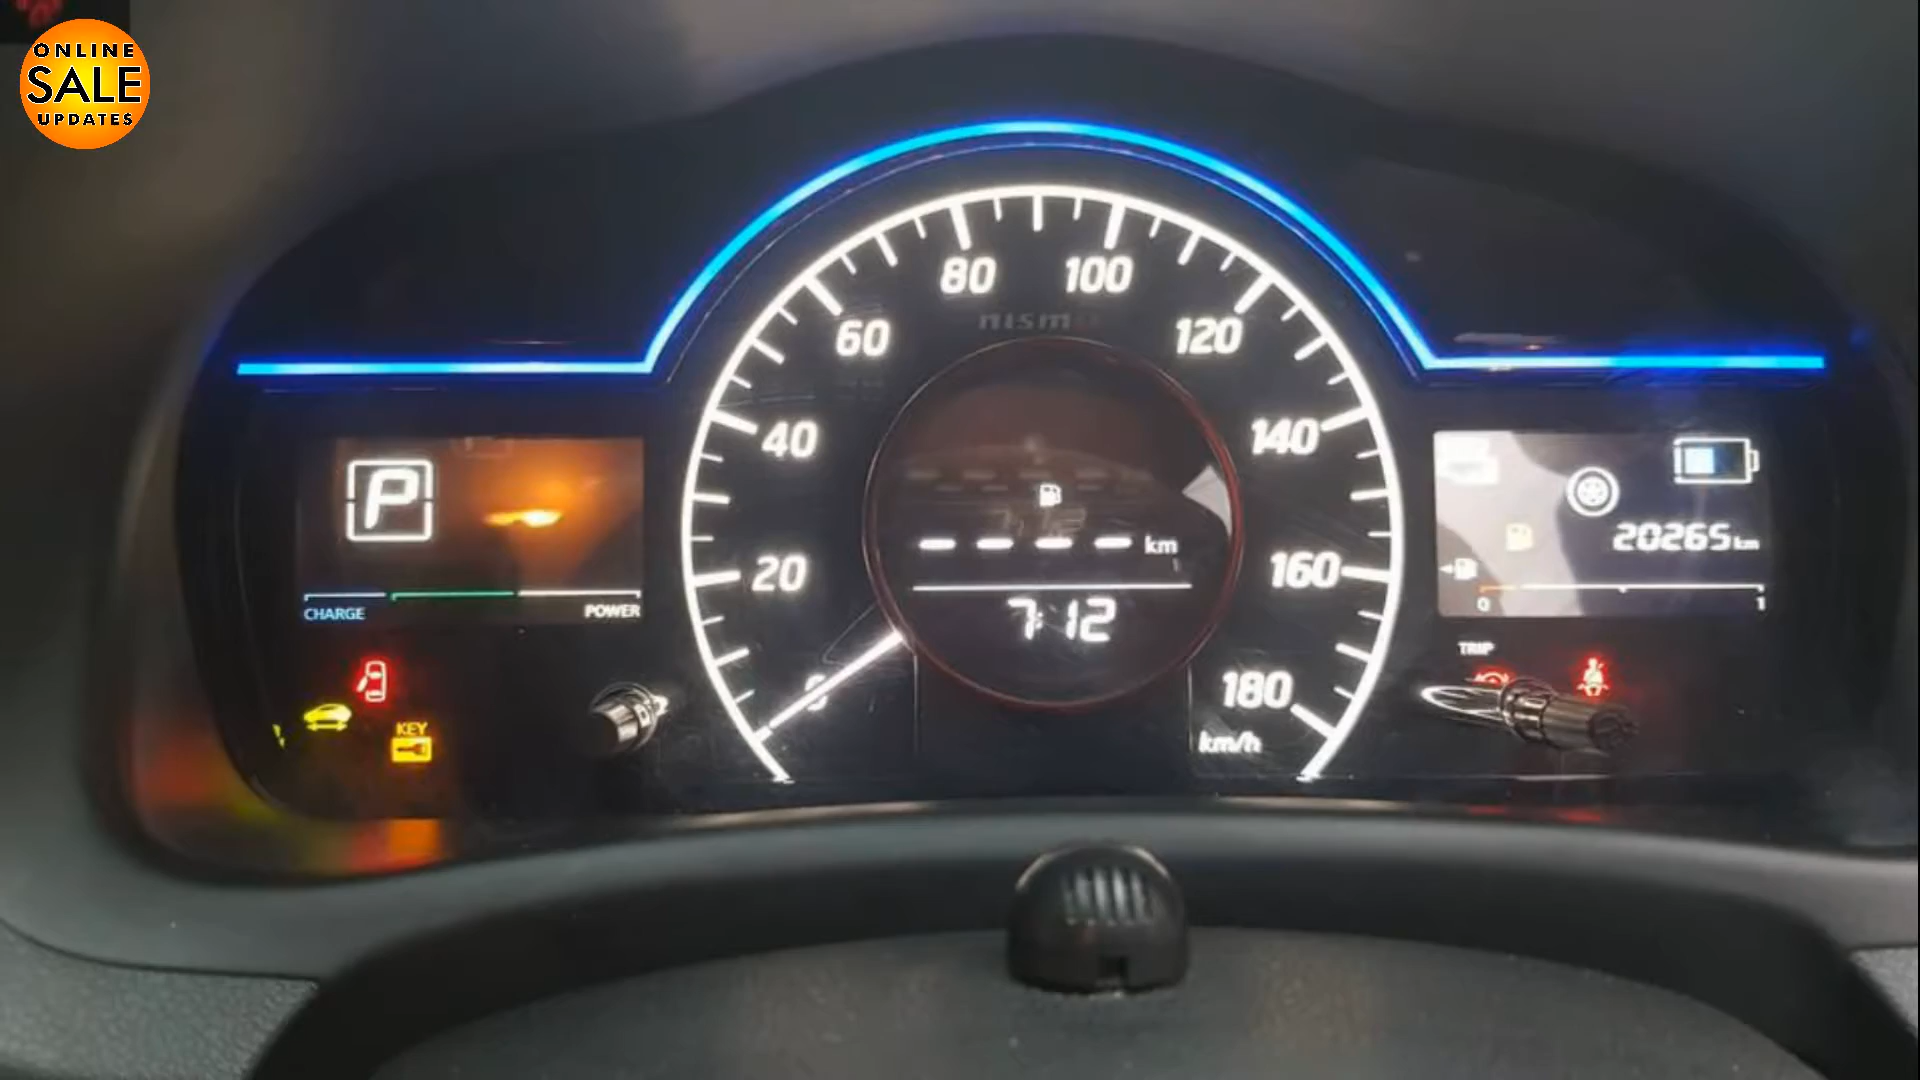 ONLINE
SALE
UPDATES
80
100
60
nismo
120
40
140
P
20265 km
20
km
160
CHARGE
POWER
0
1
7:12
TRIP
0
180
KEY
km/h